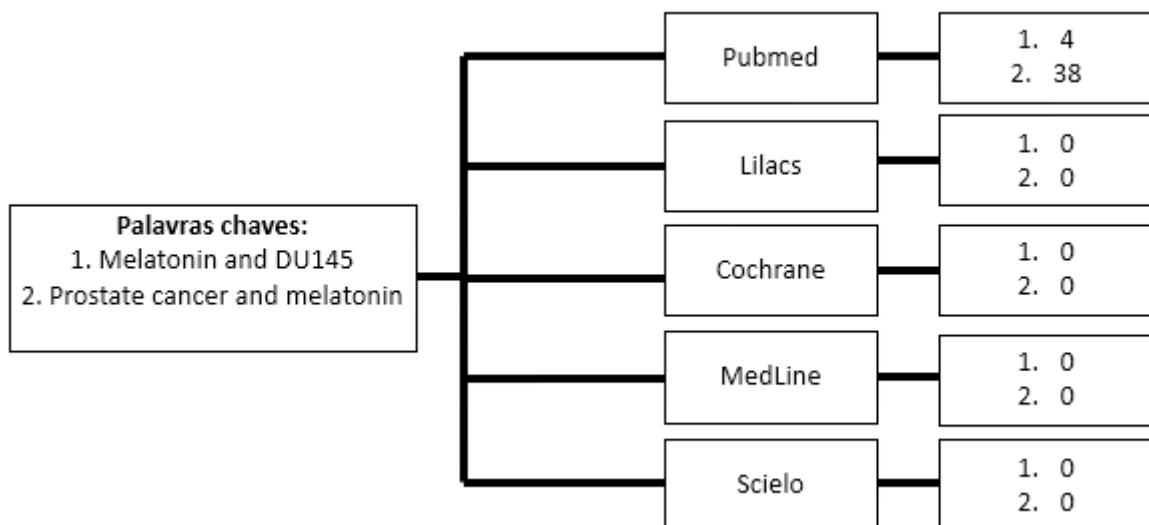 Palavras chaves:
1. Melatonin and DU145
2. Prostate cancer and melatonin
Pubmed
1. 4
2. 38
Lilacs
1. 0
2. 0
Cochrane
1. 0
2. 0
MedLine
1. 0
2. 0
Scielo
1. 0
2. 0